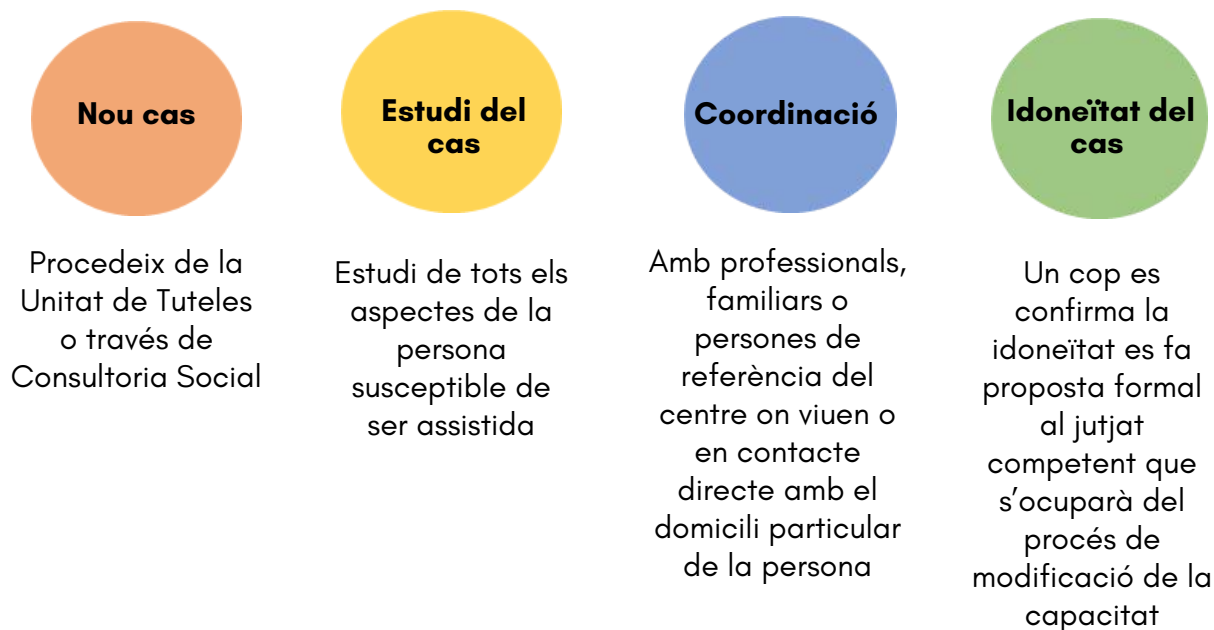 Nou cas
Procedeix de la
Unitat de Tuteles
o través de
Consultoria Social
Estudi del
cas
Estudi de tots els
aspectes de la
persona
susceptible de
ser assistida
Coordinació
Amb professionals,
familiars o
persones de
referència del
centre on viuen o
en contacte
directe amb el
domicili particular
de la persona
Idoneïtat del
cas
Un cop es
confirma la
idoneïtat es fa
proposta formal
al jutjat
competent que
s’ocuparà del
procés de
modificació de la
capacitat